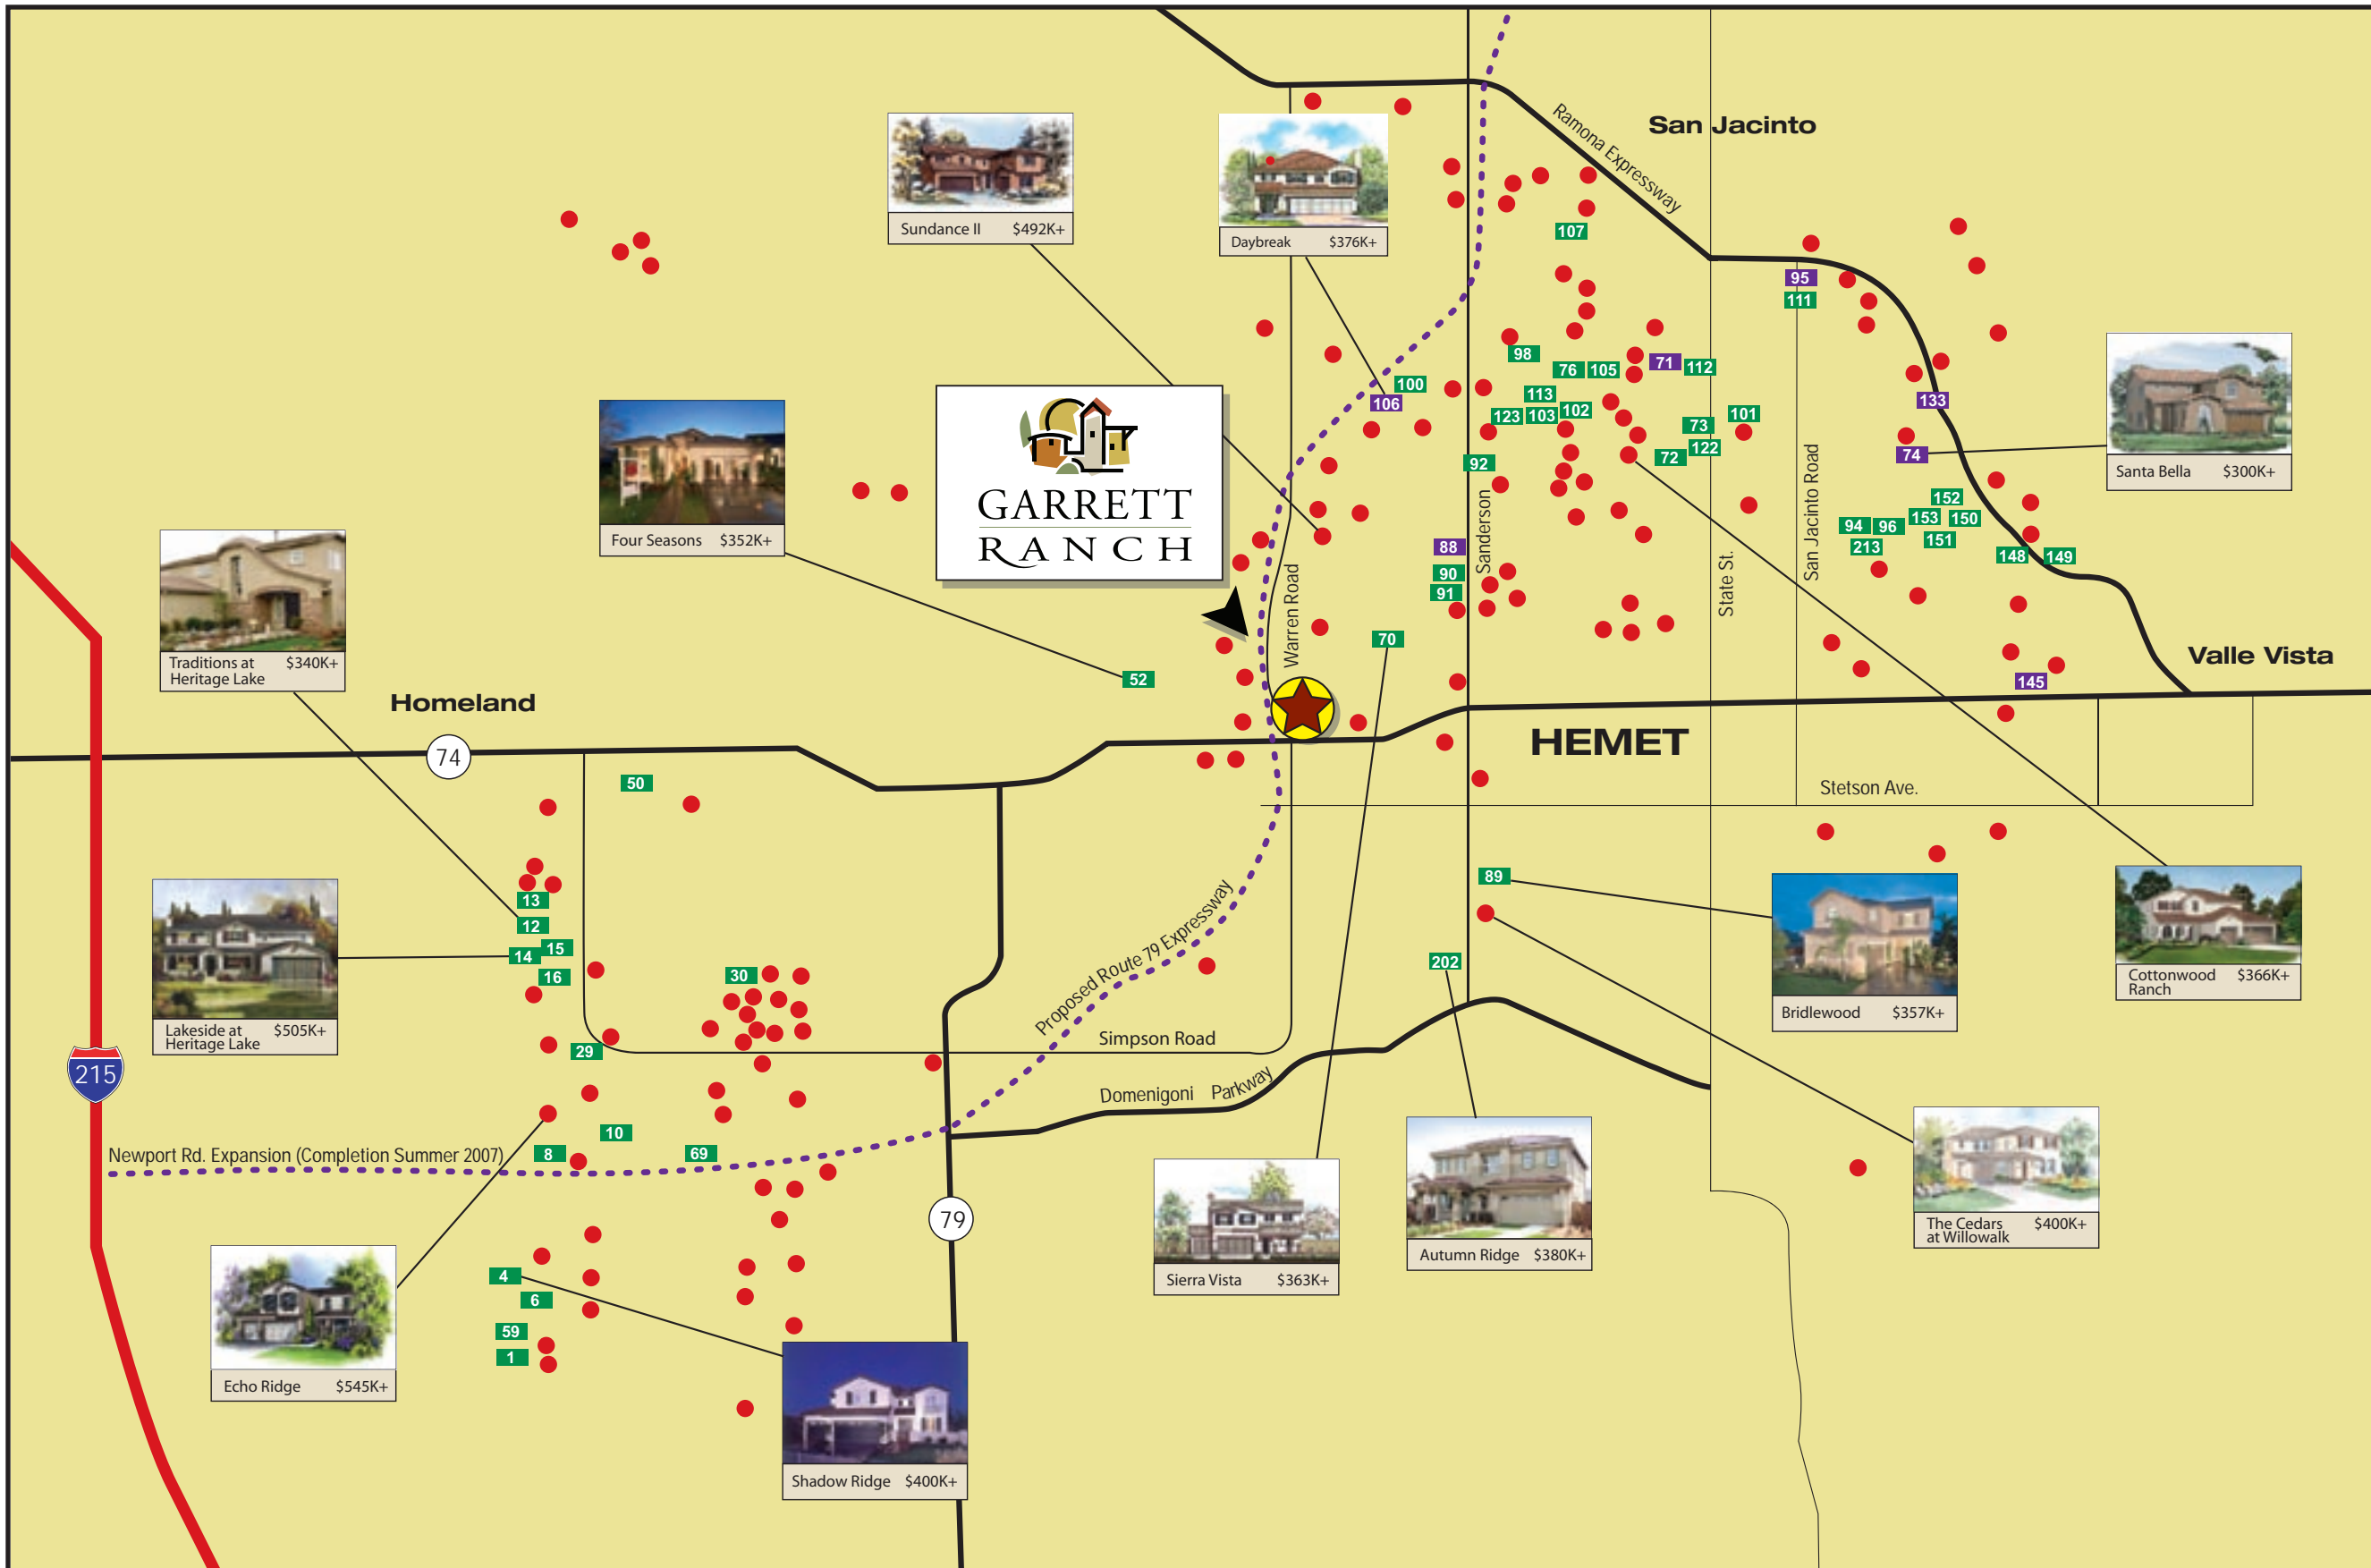 San Jacinto
Ramona Expressway
Sundance II $492K+
Daybreak $376K+
107
95
111
98
76 105 71 112
100
106
113
123 103 102
73 101
122
72
92
133
74
Santa Bella $300K+
GARRETT
RANCH
Four Seasons $352K+
152
94 96 153 150
213 151
148 149
88
90
91
Sanderson
State St.
San Jacinto Road
Warren Road
70
52
145
Valle Vista
Traditions at $340K+
Heritage Lake
Homeland
74
HEMET
50
Stetson Ave.
13
12
15
14
16
Lakeside at $505K+
Heritage Lake
30
29
89
202
Bridlewood $357K+
Cottonwood $366K+
Ranch
Proposed Route 79 Expressway
Simpson Road
Domenigoni Parkway
215
10
8
69
Newport Rd. Expansion (Completion Summer 2007)
79
The Cedars $400K+
at Willowalk
Autumn Ridge $380K+
Sierra Vista $363K+
4
6
59
1
Echo Ridge $545K+
Shadow Ridge $400K+